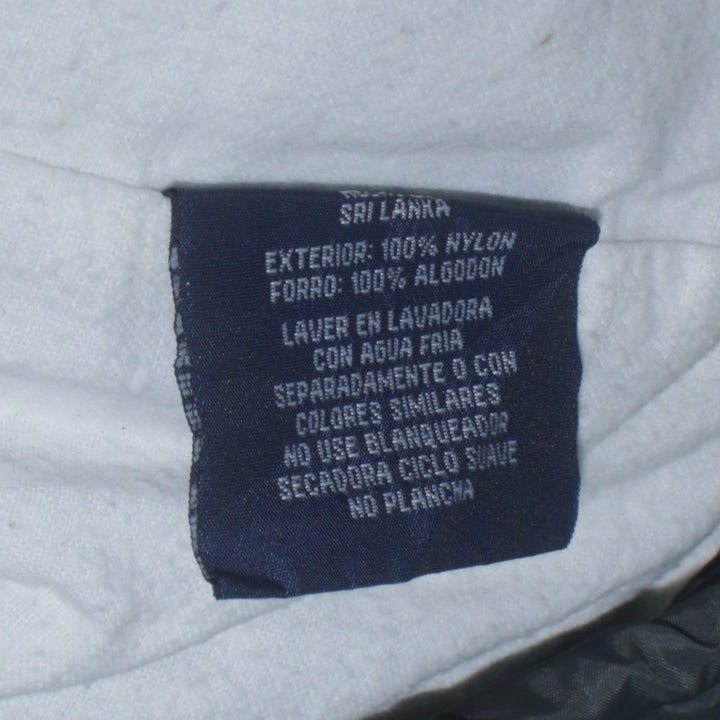 SRI LANKA
EXTERIOR: 100% NYLON
FORRO: 100% ALGODON
LAVER EN LAVADORA
CON AGUA FRIA
SEPARADAMENTE O CON
COLORES SIMILARES
NO USE BLANQUEADOR
SECADORA CICLO SUAVE
NO PLANCHA